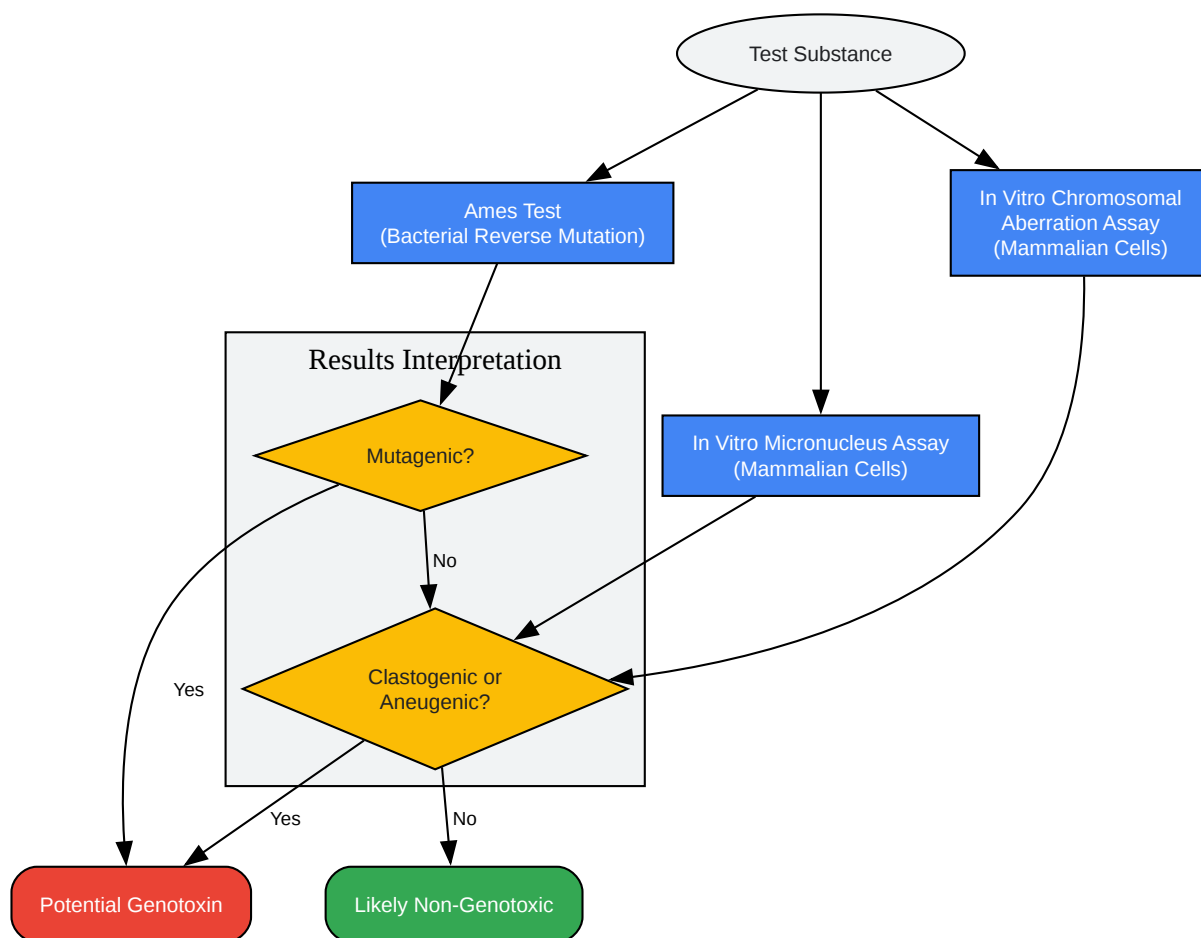 Test Substance
Ames Test
(Bacterial Reverse Mutation)
In Vitro Chromosomal
Aberration Assay
(Mammalian Cells)
Results Interpretation
Mutagenic?
In Vitro Micronucleus Assay
(Mammalian Cells)
No
Clastogenic or
Aneugenic?
Yes
Yes
No
Potential Genotoxin
Likely Non-Genotoxic